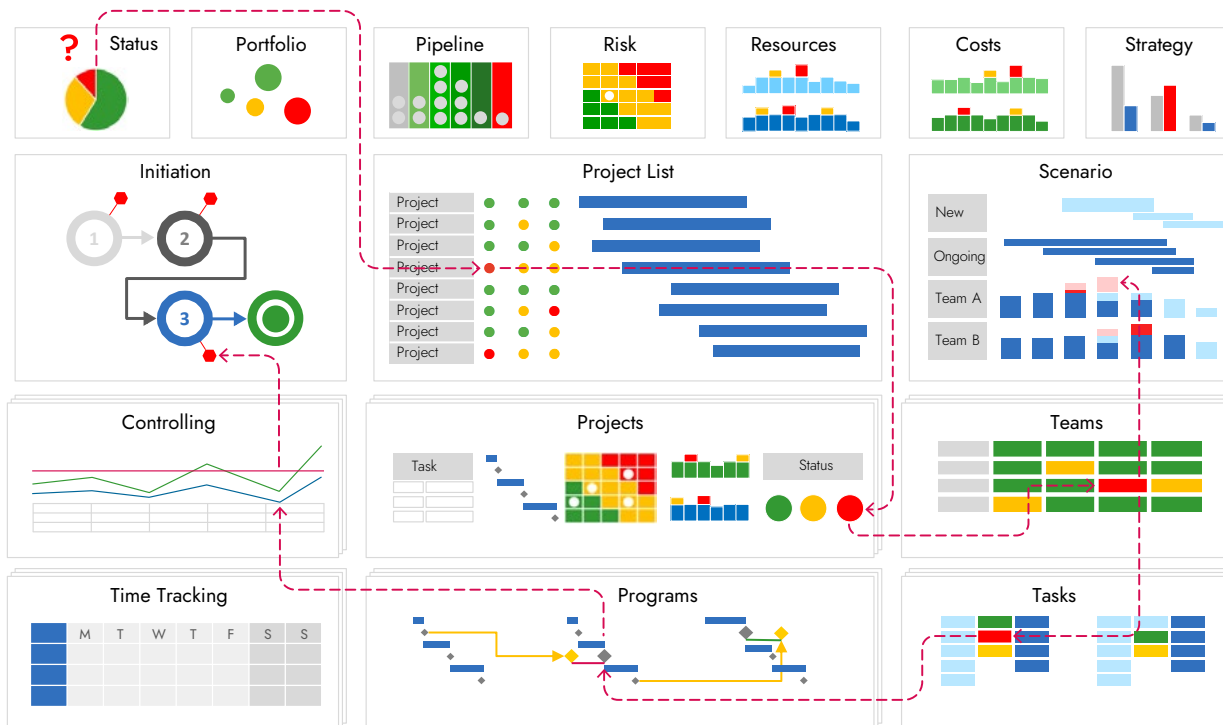 ?
Status
Portfolio
Pipeline
Risk
Resources
Costs
Strategy
Initiation
1
2
3
Project List
Project
Project
Project
Project
Project
Project
Project
Project
Scenario
New
Ongoing
Team A
Team B
Controlling
Projects
Task
Status
Teams
Time Tracking
M T W T F S S
Programs
Tasks